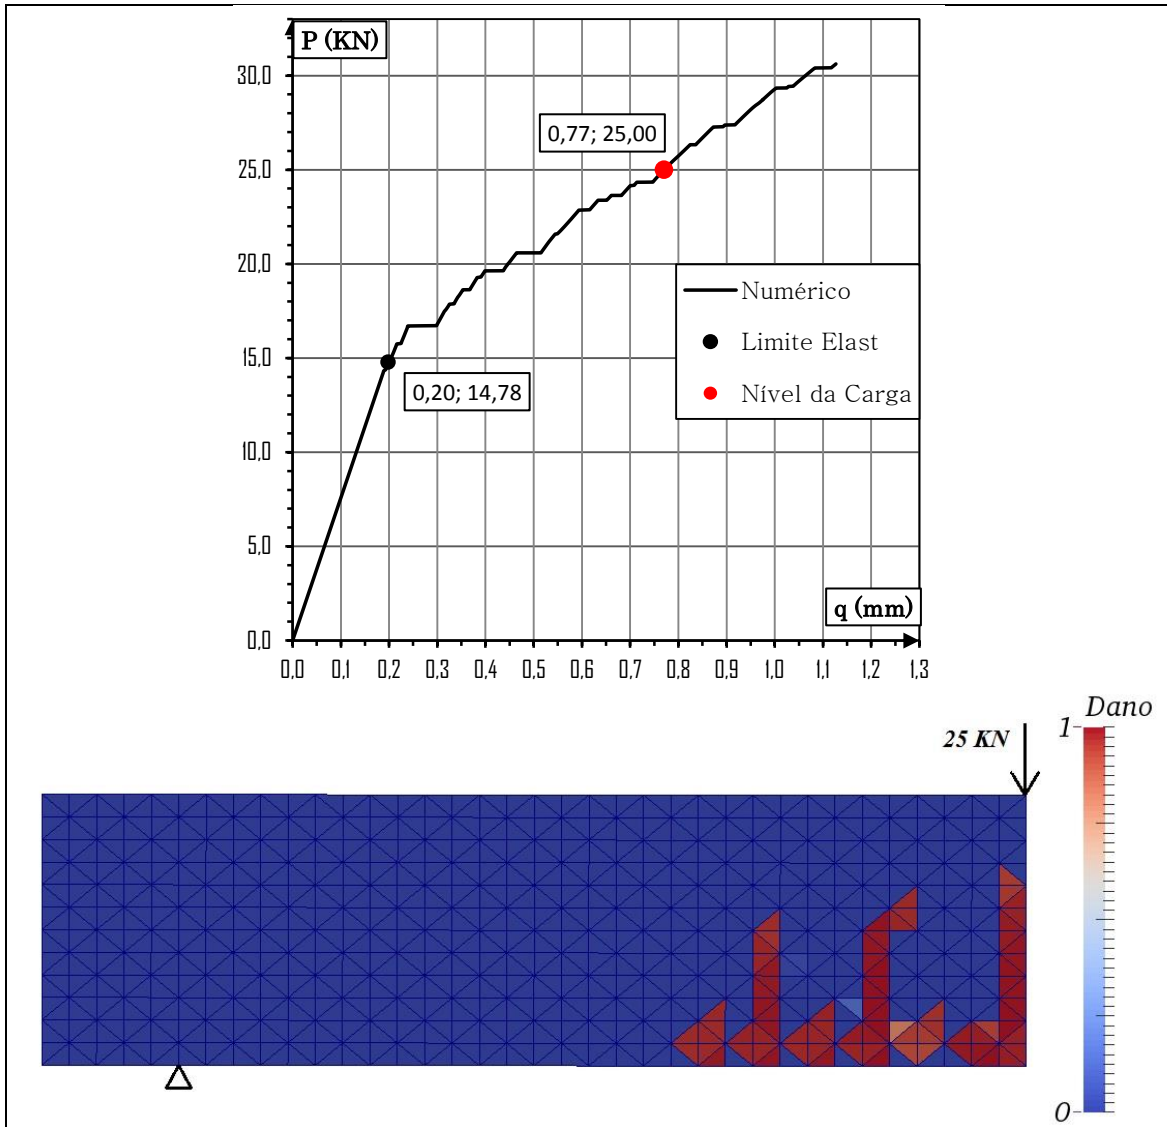 P (KN)
30,0
0,77; 25,00
25,0
20,0
Numérico
15,0
Limite Elast
0,20; 14,78
Nível da Carga
10,0
5,0
q (mm)
0,0
0,0 0,1 0,2 0,3 0,4 0,5 0,6 0,7 0,8 0,9 1,0 1,1 1,2 1,3
Dano
1
25 KN
0